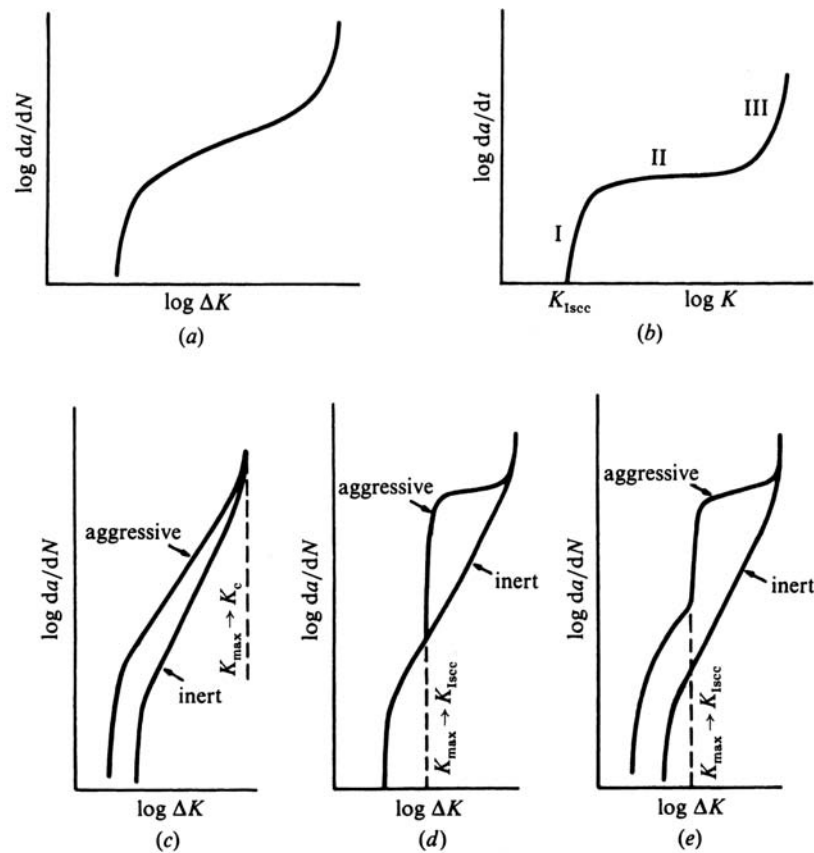 log da/dN
log ΔK
(a)
log da/dt
I
II
III
K_Iscc
log K
(b)
log da/dN
aggressive
inert
K_max → K_c
log ΔK
(c)
log da/dN
aggressive
inert
K_max → K_Iscc
log ΔK
(d)
log da/dN
aggressive
inert
K_max → K_Iscc
log ΔK
(e)